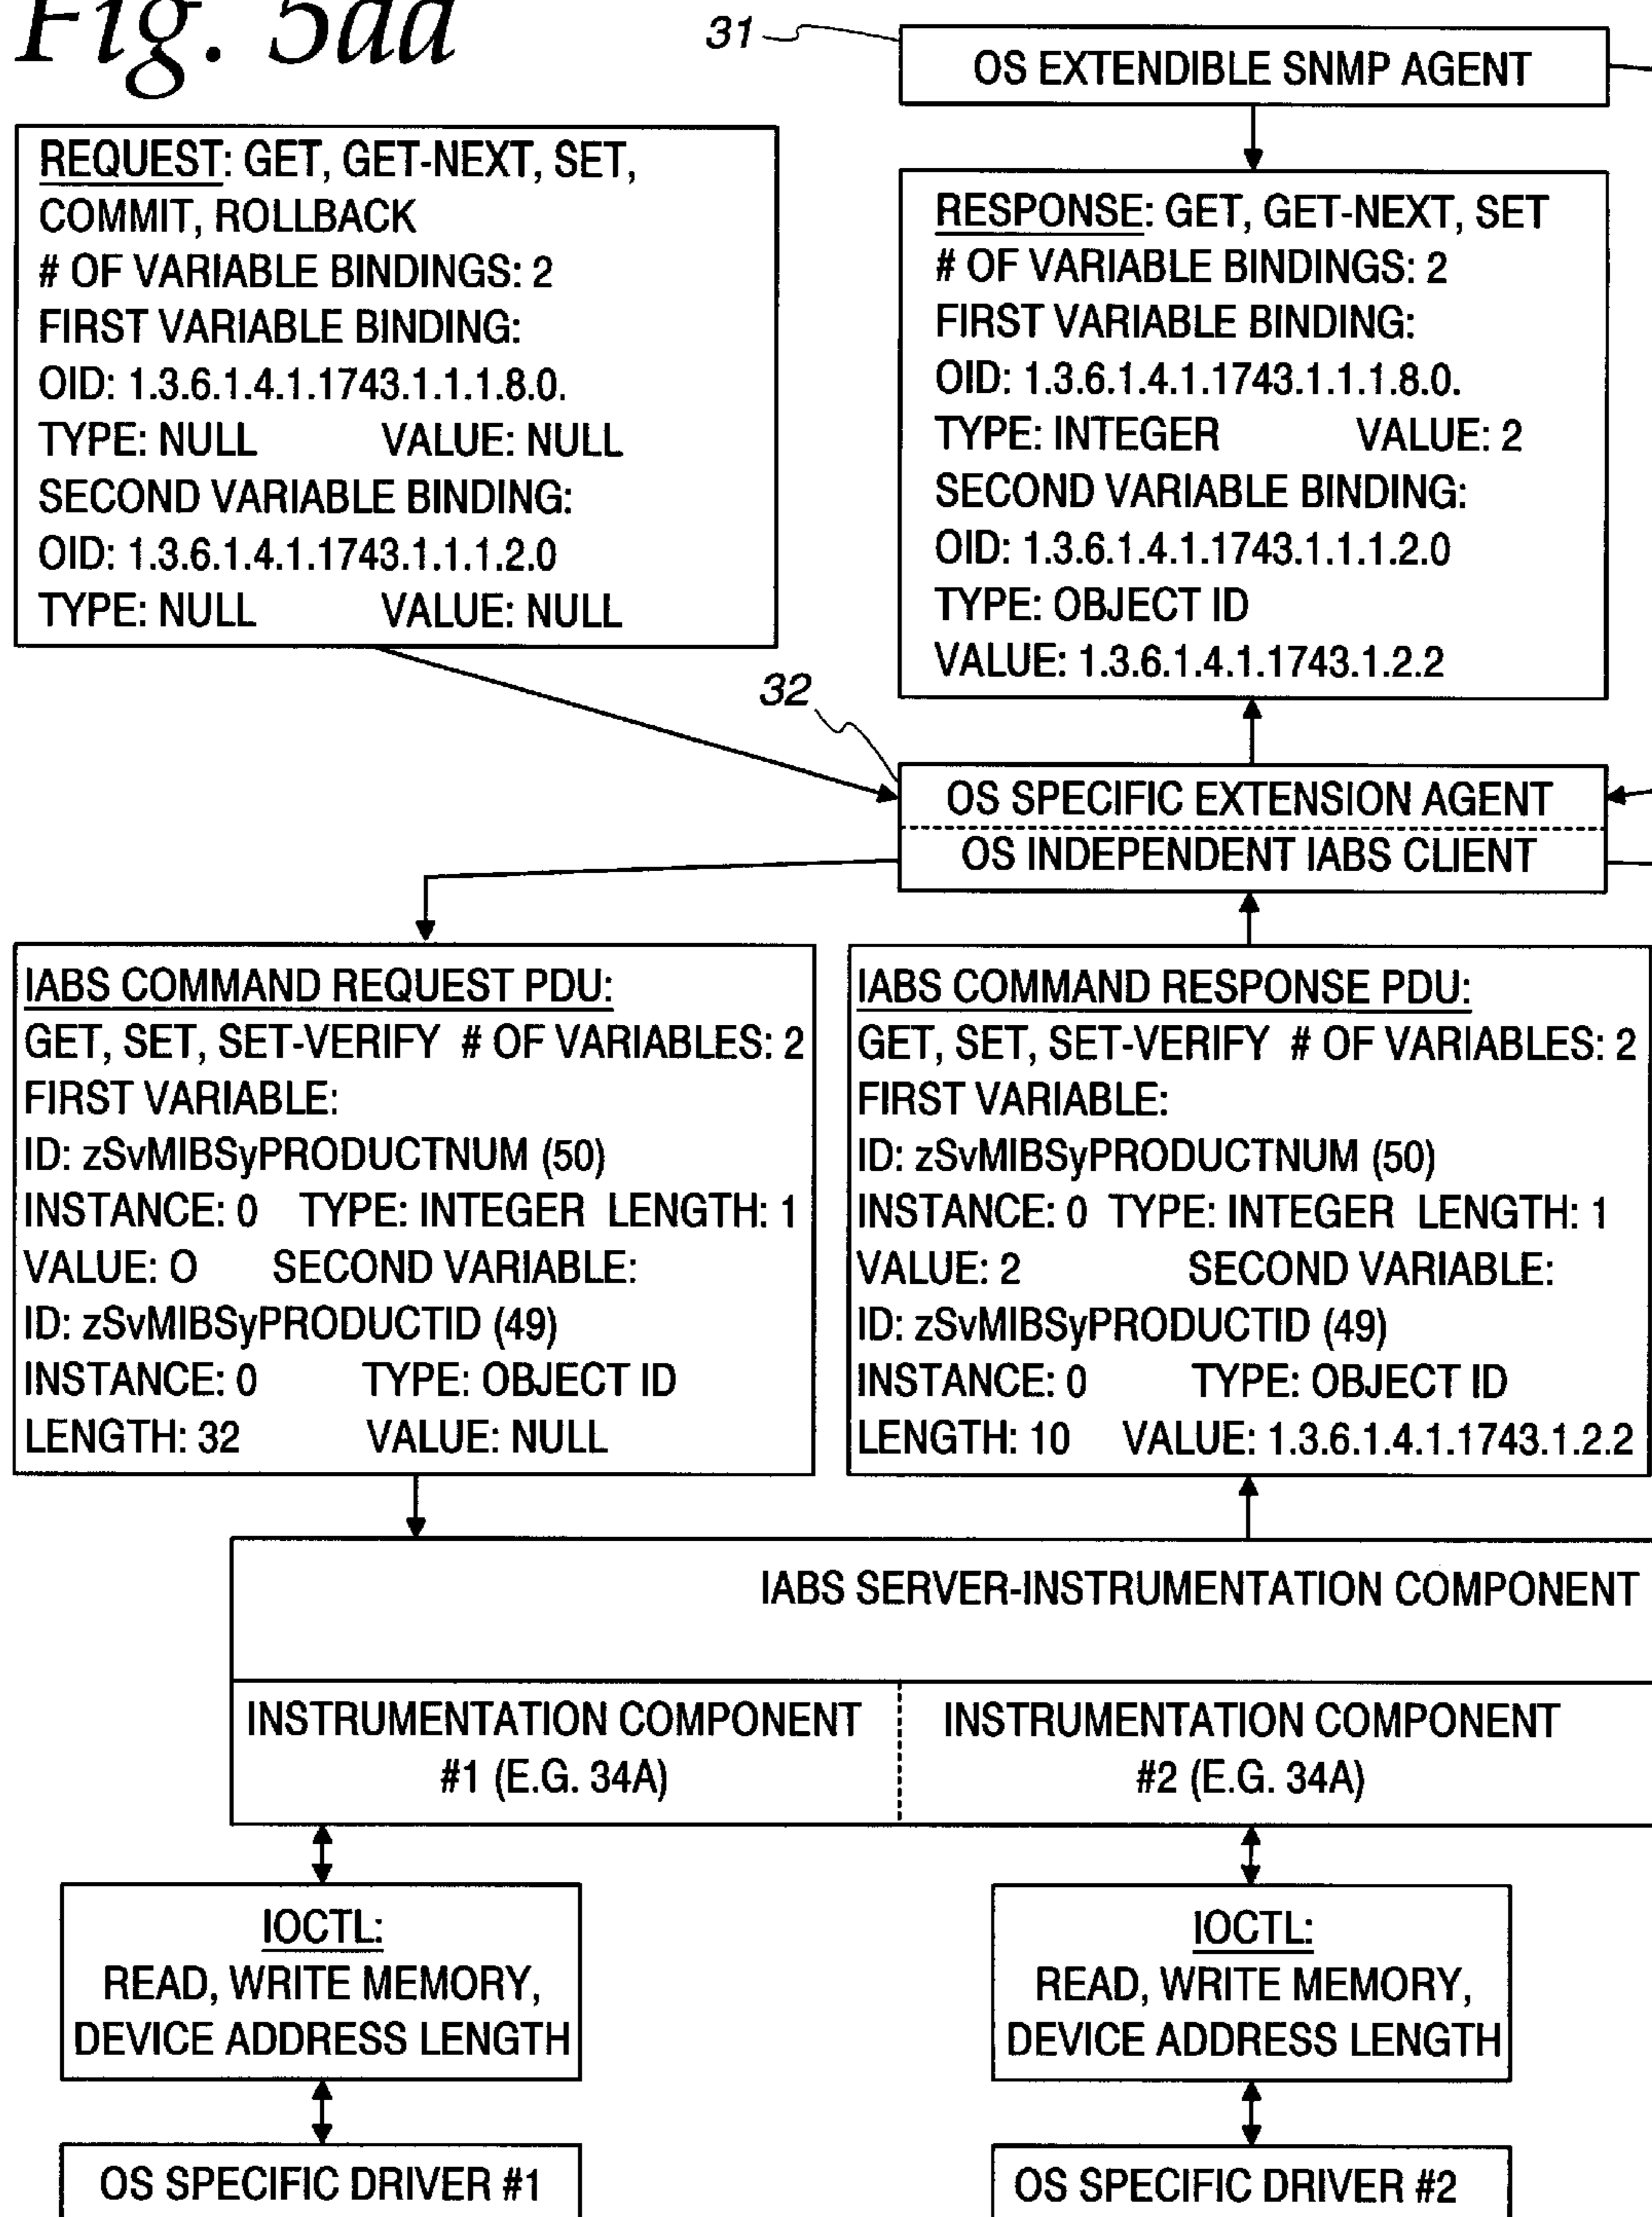 Fig. 5aa
31
OS EXTENDIBLE SNMP AGENT
REQUEST: GET, GET-NEXT, SET,
COMMIT, ROLLBACK
# OF VARIABLE BINDINGS: 2
FIRST VARIABLE BINDING:
OID: 1.3.6.1.4.1.1743.1.1.1.8.0.
TYPE: NULL VALUE: NULL
SECOND VARIABLE BINDING:
OID: 1.3.6.1.4.1.1743.1.1.1.2.0
TYPE: NULL VALUE: NULL
RESPONSE: GET, GET-NEXT, SET
# OF VARIABLE BINDINGS: 2
FIRST VARIABLE BINDING:
OID: 1.3.6.1.4.1.1743.1.1.1.8.0.
TYPE: INTEGER VALUE: 2
SECOND VARIABLE BINDING:
OID: 1.3.6.1.4.1.1743.1.1.1.2.0
TYPE: OBJECT ID
VALUE: 1.3.6.1.4.1.1743.1.2.2
32
OS SPECIFIC EXTENSION AGENT
OS INDEPENDENT IABS CLIENT
IABS COMMAND REQUEST PDU:
GET, SET, SET-VERIFY # OF VARIABLES: 2
FIRST VARIABLE:
ID: zSvMIBSyPRODUCTNUM (50)
INSTANCE: 0 TYPE: INTEGER LENGTH: 1
VALUE: O SECOND VARIABLE:
ID: zSvMIBSyPRODUCTID (49)
INSTANCE: 0 TYPE: OBJECT ID
LENGTH: 32 VALUE: NULL
IABS COMMAND RESPONSE PDU:
GET, SET, SET-VERIFY # OF VARIABLES: 2
FIRST VARIABLE:
ID: zSvMIBSyPRODUCTNUM (50)
INSTANCE: 0 TYPE: INTEGER LENGTH: 1
VALUE: 2 SECOND VARIABLE:
ID: zSvMIBSyPRODUCTID (49)
INSTANCE: 0 TYPE: OBJECT ID
LENGTH: 10 VALUE: 1.3.6.1.4.1.1743.1.2.2
IABS SERVER-INSTRUMENTATION COMPONENT
INSTRUMENTATION COMPONENT
#1 (E.G. 34A)
INSTRUMENTATION COMPONENT
#2 (E.G. 34A)
IOCTL:
READ, WRITE MEMORY,
DEVICE ADDRESS LENGTH
IOCTL:
READ, WRITE MEMORY,
DEVICE ADDRESS LENGTH
OS SPECIFIC DRIVER #1
OS SPECIFIC DRIVER #2